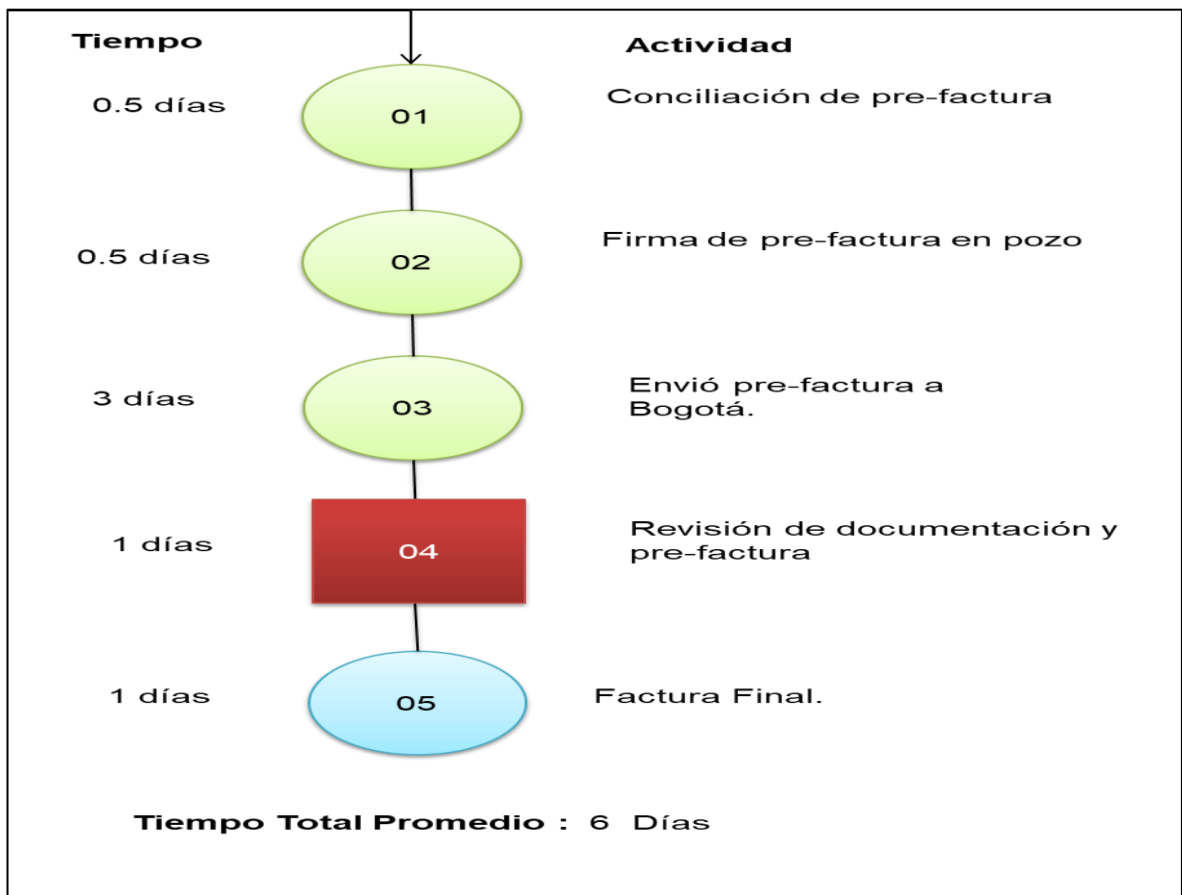 Tiempo
Actividad
0.5 días
01
Conciliación de pre-factura
0.5 días
02
Firma de pre-factura en pozo
3 días
03
Envió pre-factura a
Bogotá.
1 días
04
Revisión de documentación y
pre-factura
1 días
05
Factura Final.
Tiempo Total Promedio : 6 Días